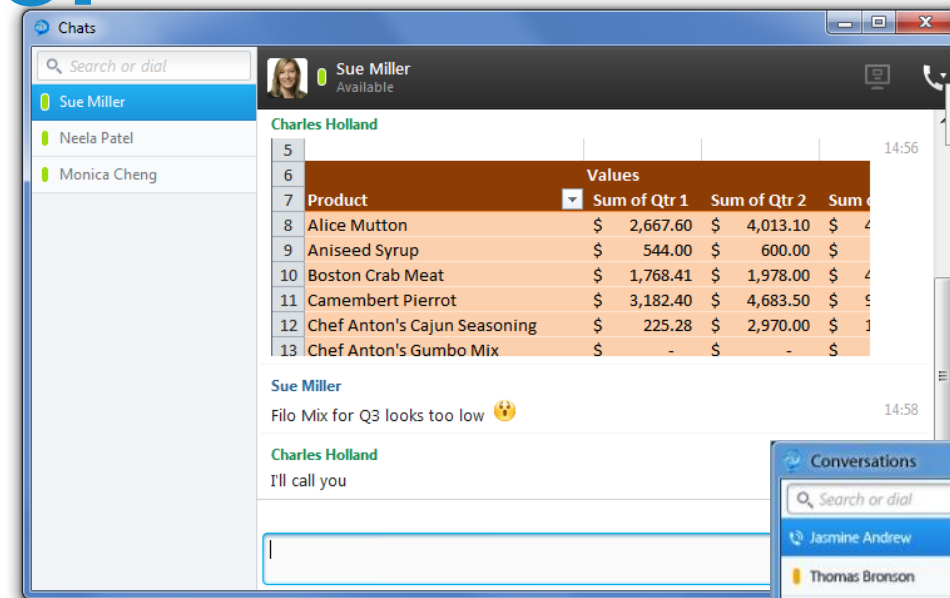 Chats
Search or dial
Sue Miller
Neela Patel
Monica Cheng
Sue Miller
Available
Charles Holland
14:56
5
6 Values
7 Product Sum of Qtr 1 Sum of Qtr 2 Sum
8 Alice Mutton $ 2,667.60 $ 4,013.10 $
9 Aniseed Syrup $ 544.00 $ 600.00 $
10 Boston Crab Meat $ 1,768.41 $ 1,978.00 $
11 Camembert Pierrot $ 3,182.40 $ 4,683.50 $
12 Chef Anton's Cajun Seasoning $ 225.28 $ 2,970.00 $ 1
13 Chef Anton's Gumbo Mix $ - $ - $
Sue Miller
Filo Mix for Q3 looks too low 14:58
Charles Holland
I'll call you
Conversations
Search or dial
Jasmine Andrew
Thomas Bronson